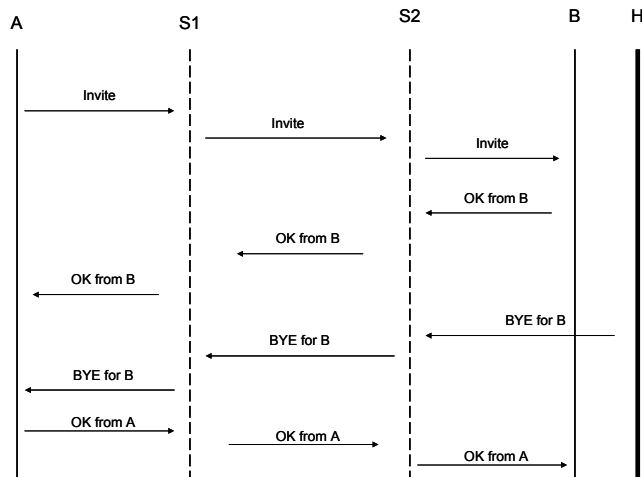 A
S1
S2
B
H
Invite
Invite
Invite
OK from B
OK from B
OK from B
BYE for B
BYE for B
BYE for B
OK from A
OK from A
OK from A